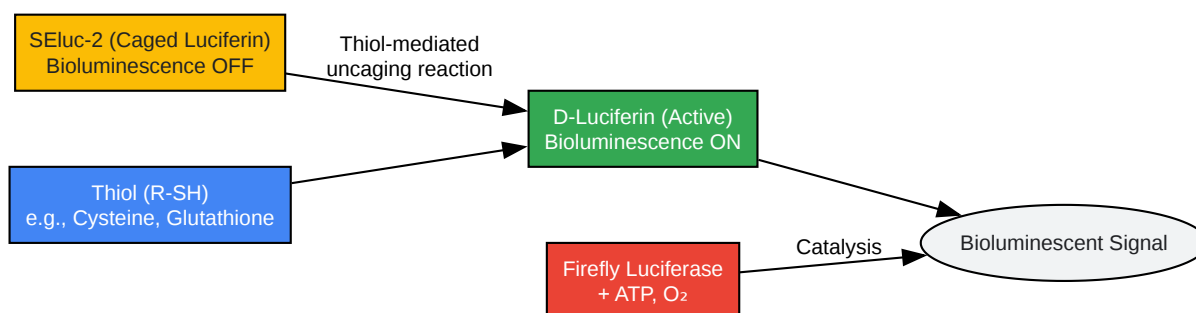 SEluc-2 (Caged Luciferin)
Bioluminescence OFF
Thiol-mediated
uncaging reaction
D-Luciferin (Active)
Bioluminescence ON
Thiol (R-SH)
e.g., Cysteine, Glutathione
Catalysis
Bioluminescent Signal
Firefly Luciferase
+ ATP, O₂